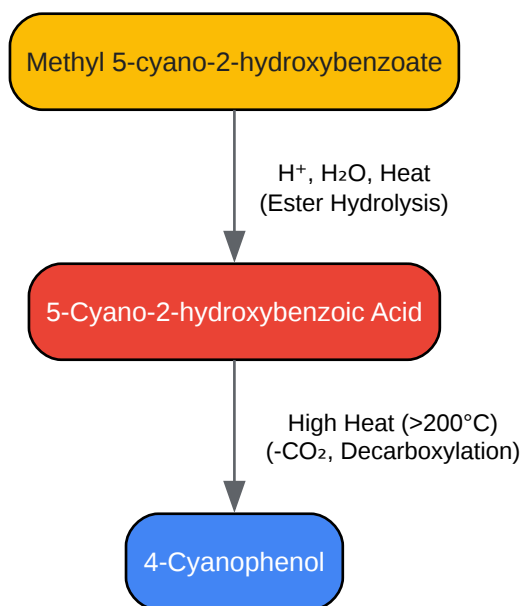 Methyl 5-cyano-2-hydroxybenzoate
H⁺, H₂O, Heat
(Ester Hydrolysis)
5-Cyano-2-hydroxybenzoic Acid
High Heat (>200°C)
(-CO₂, Decarboxylation)
4-Cyanophenol